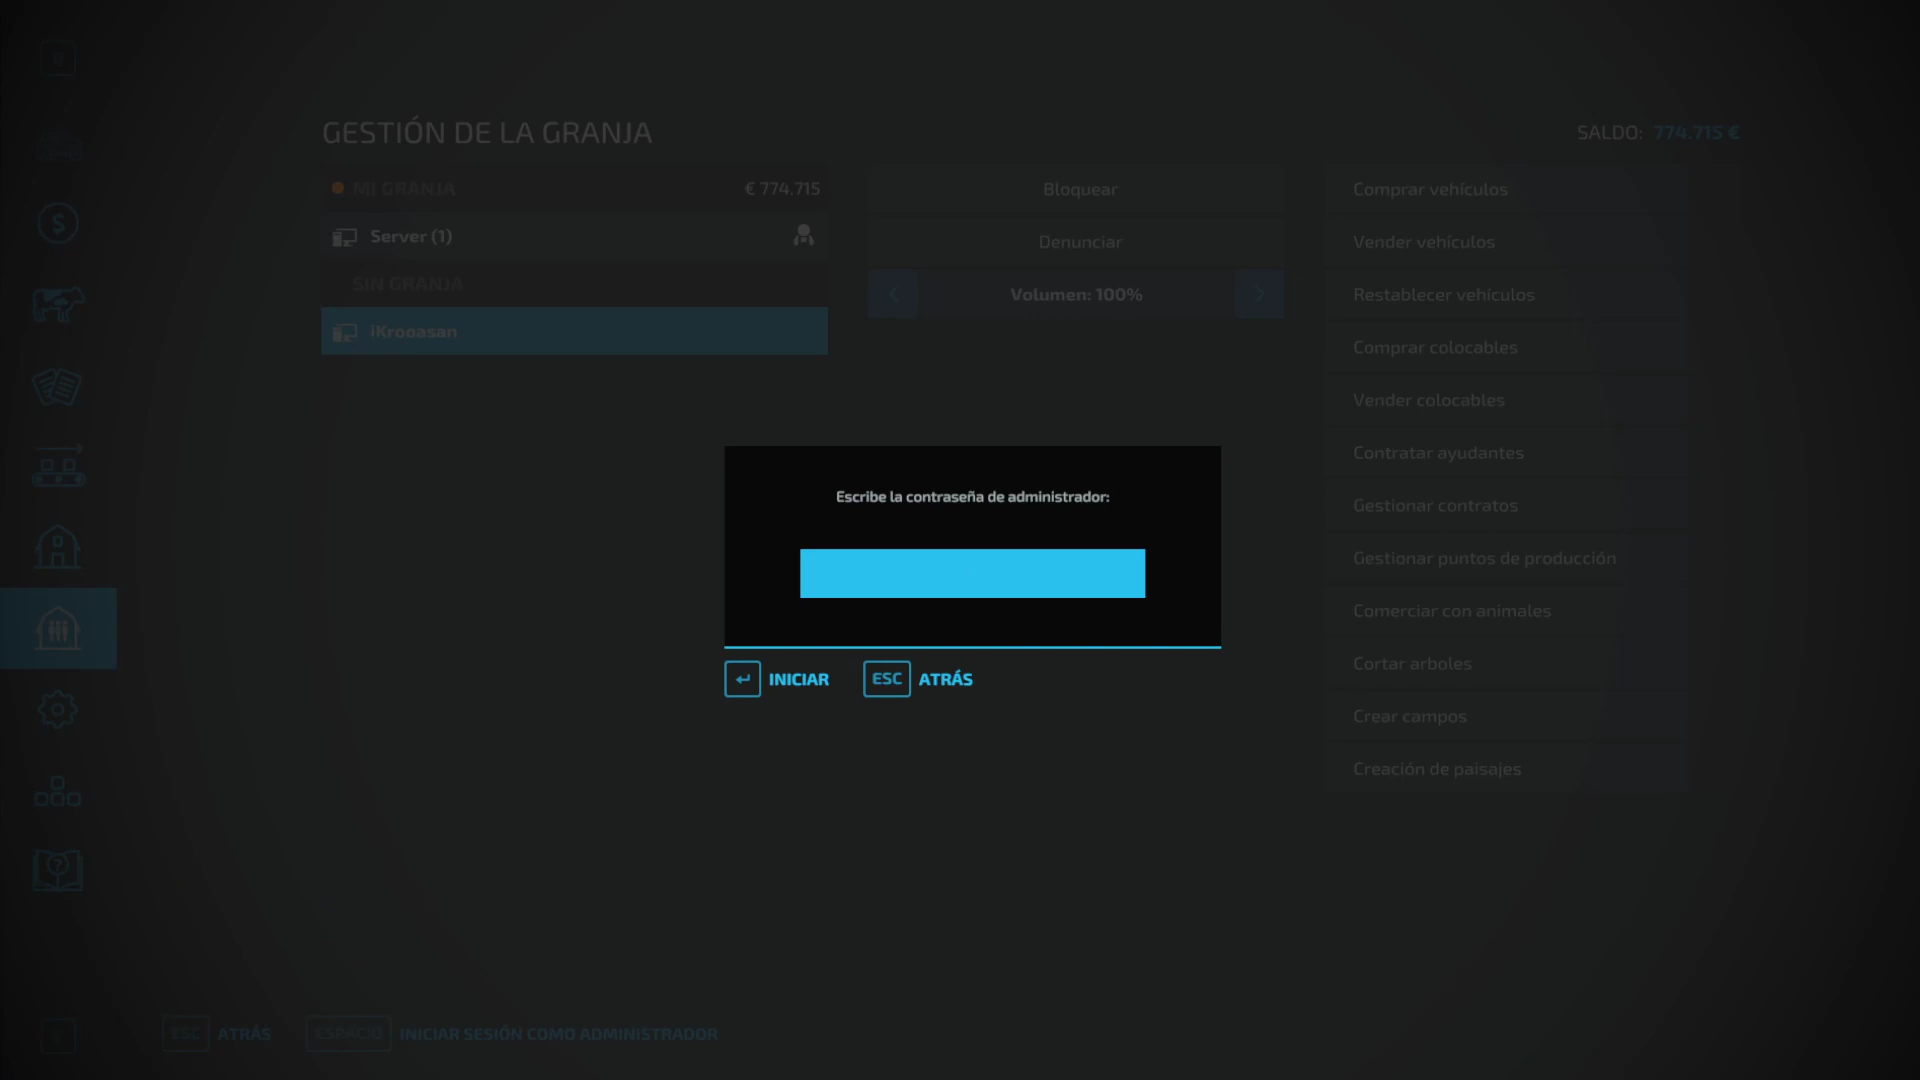 GESTIÓN DE LA GRANJA
SALDO: 774.715 €
MI GRANJA € 774.715
Server (1)
SIN GRANJA
iKrooasan
Bloquear
Denunciar
Volumen: 100%
Comprar vehículos
Vender vehículos
Restablecer vehículos
Comprar colocables
Vender colocables
Contratar ayudantes
Gestionar contratos
Gestionar puntos de producción
Comerciar con animales
Cortar arboles
Crear campos
Creación de paisajes
Escribe la contraseña de administrador:
INICIAR ESC ATRÁS
ESC ATRÁS ESPACIO INICIAR SESIÓN COMO ADMINISTRADOR